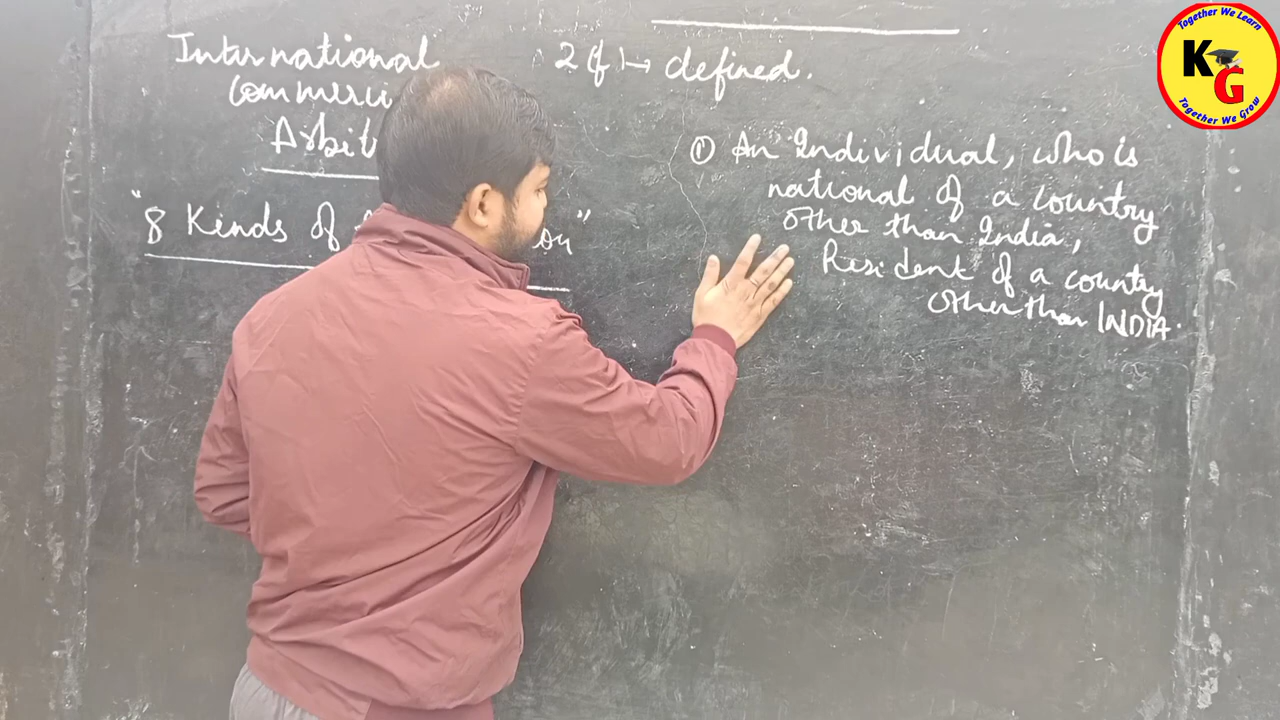 International
Commerci
Arbit
"8 Kinds of
"
2(f) → defined.
① An Individual, who is
national of a country
other than India,
Resident of a country
other than INDIA.
Together We Learn
KG
Together We Grow